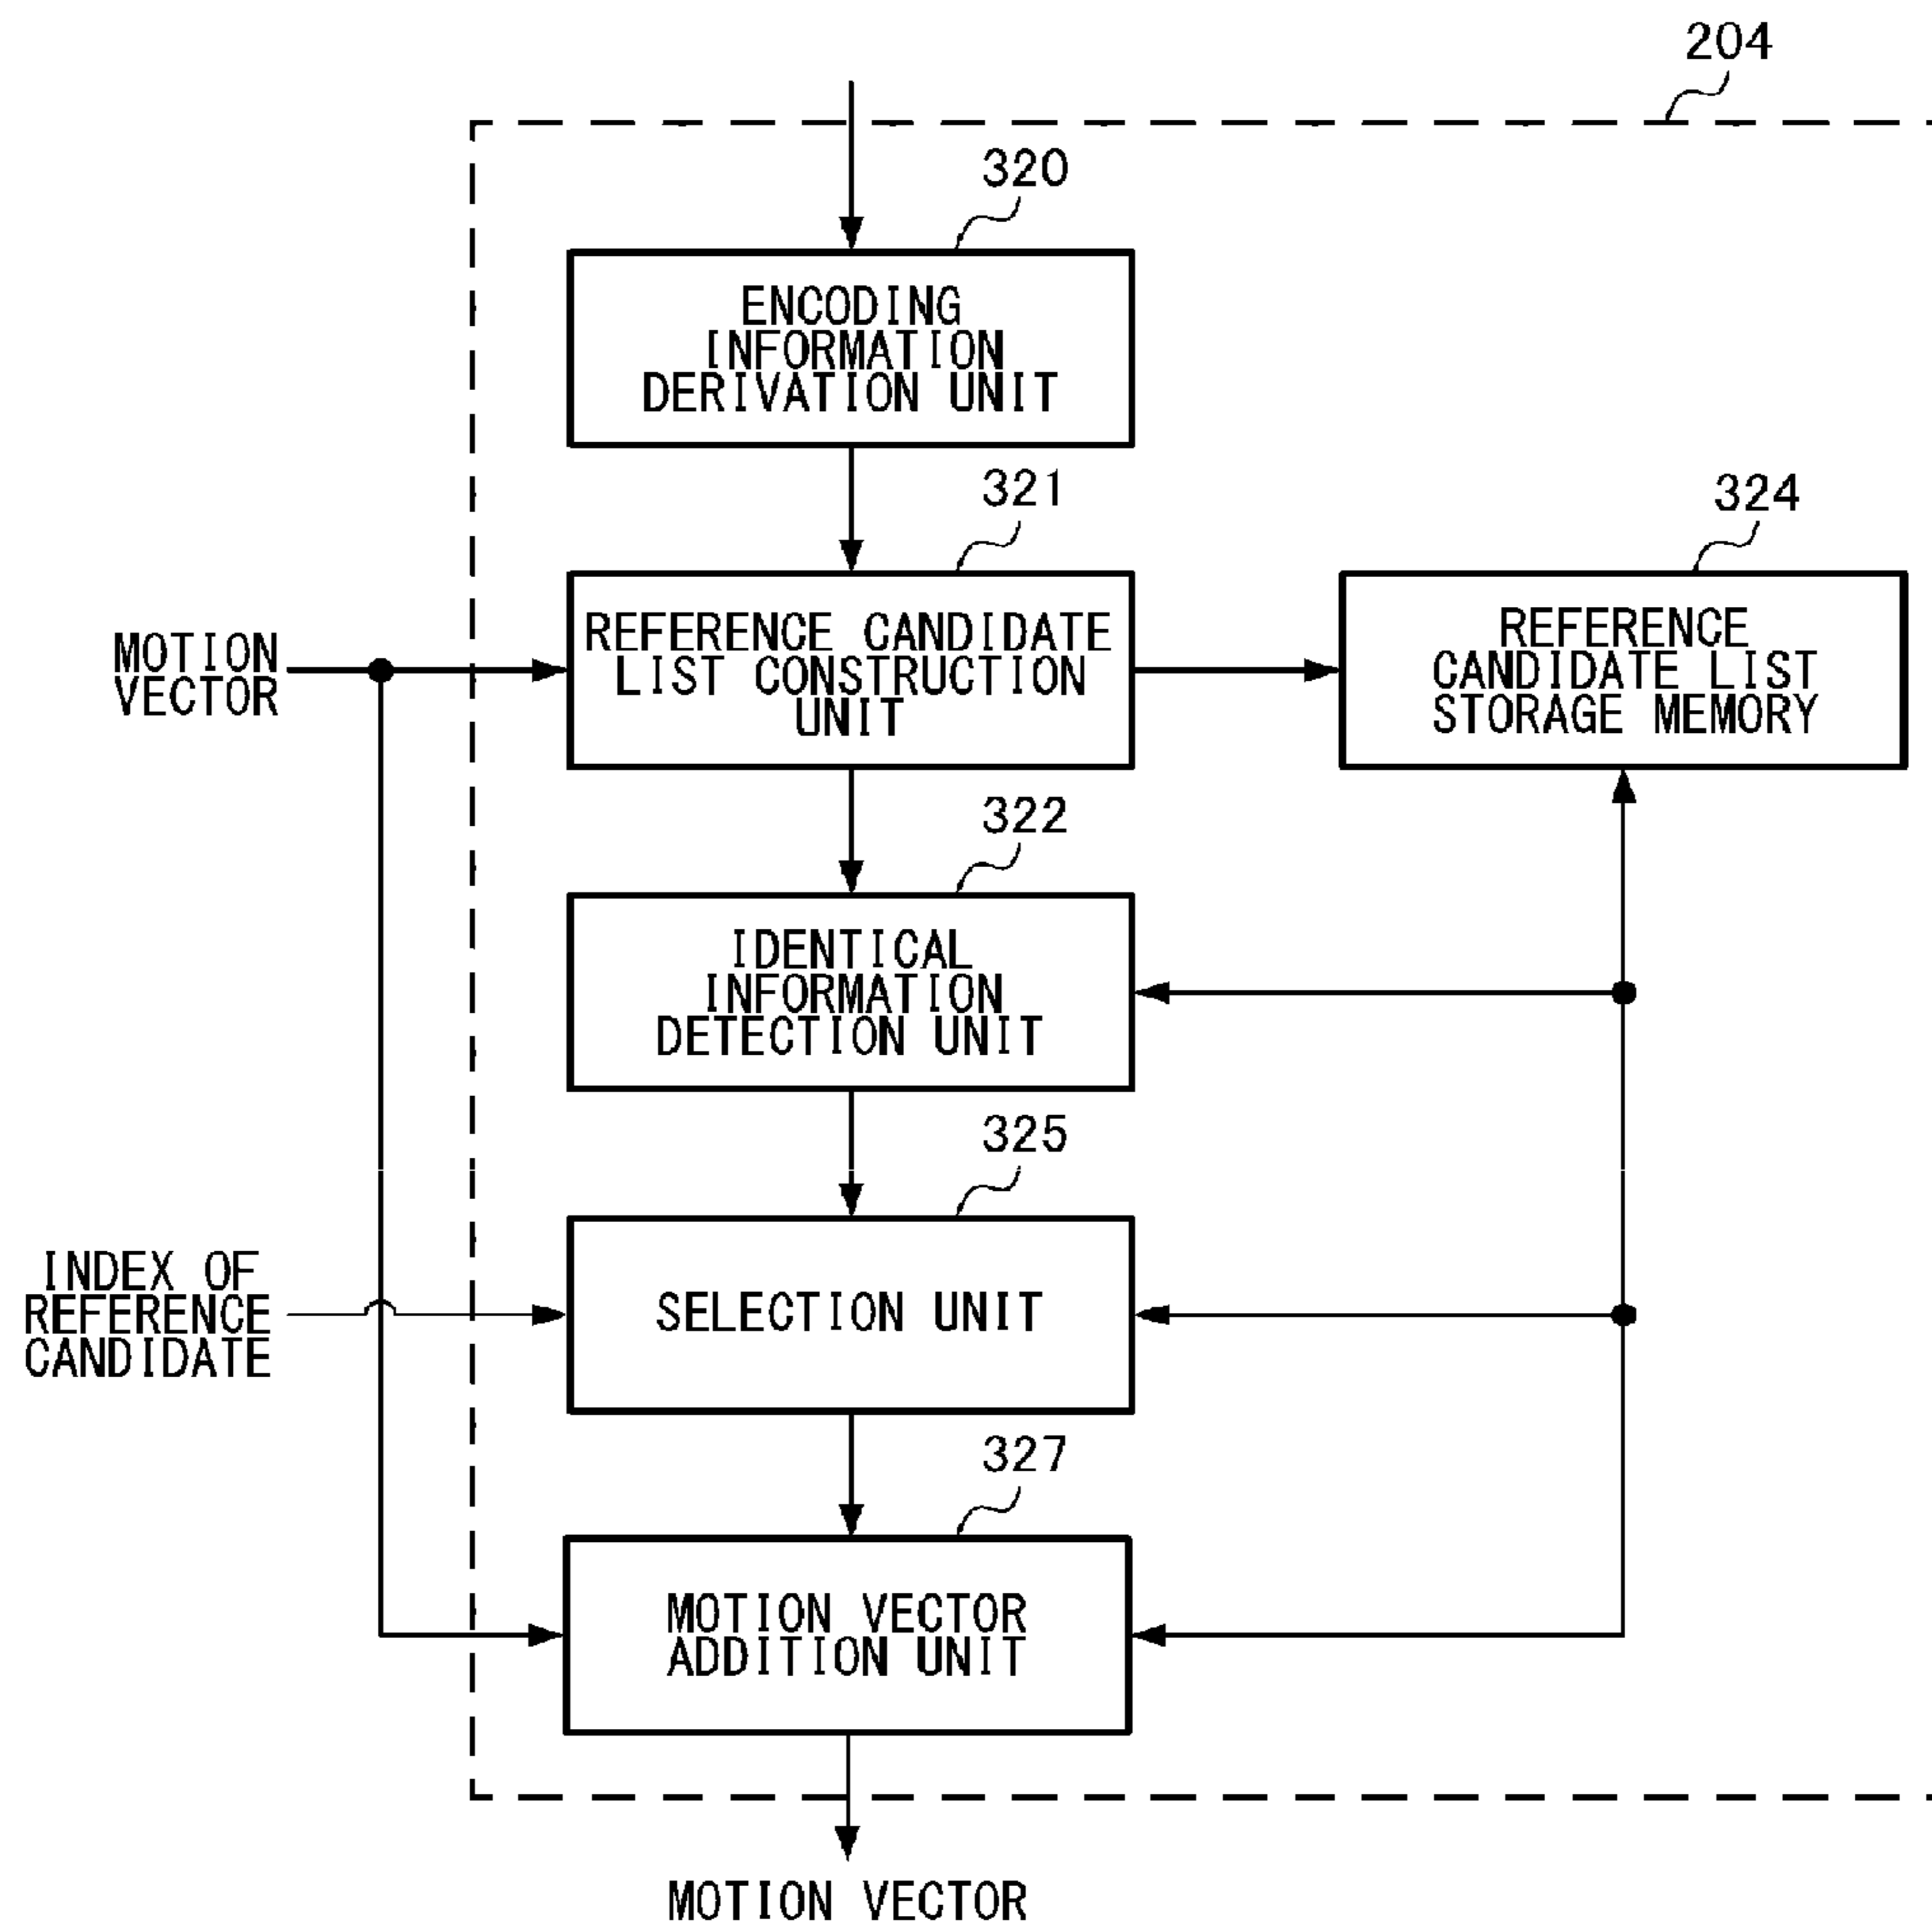 204
320
ENCODING
INFORMATION
DERIVATION UNIT
321
324
MOTION
VECTOR
REFERENCE CANDIDATE
LIST CONSTRUCTION
UNIT
REFERENCE
CANDIDATE LIST
STORAGE MEMORY
322
IDENTICAL
INFORMATION
DETECTION UNIT
325
INDEX OF
REFERENCE
CANDIDATE
SELECTION UNIT
327
MOTION VECTOR
ADDITION UNIT
MOTION VECTOR